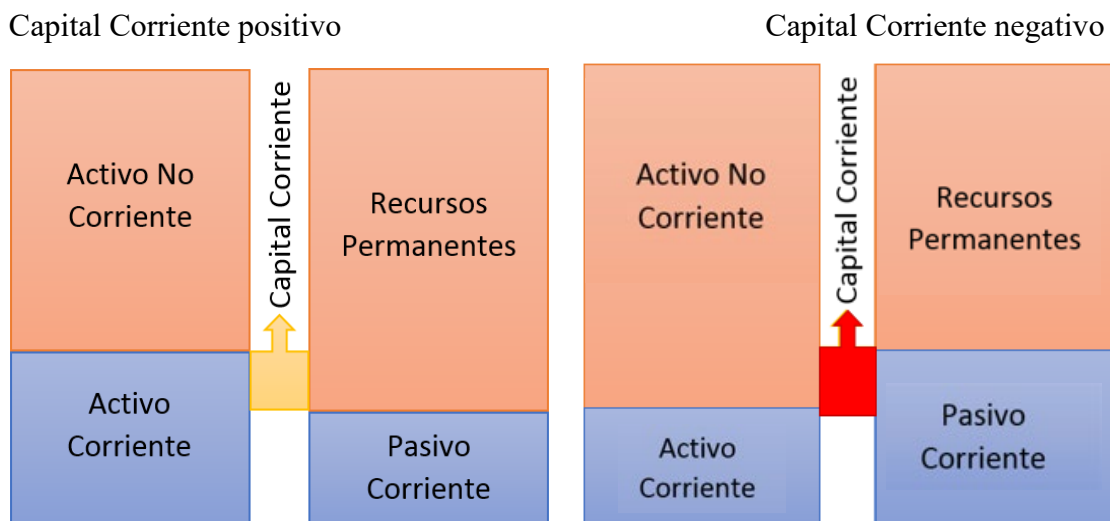 Capital Corriente positivo
Capital Corriente negativo
Activo No
Corriente
Capital Corriente
Recursos
Permanentes
Activo
Corriente
Pasivo
Corriente
Activo No
Corriente
Capital Corriente
Recursos
Permanentes
Activo
Corriente
Pasivo
Corriente